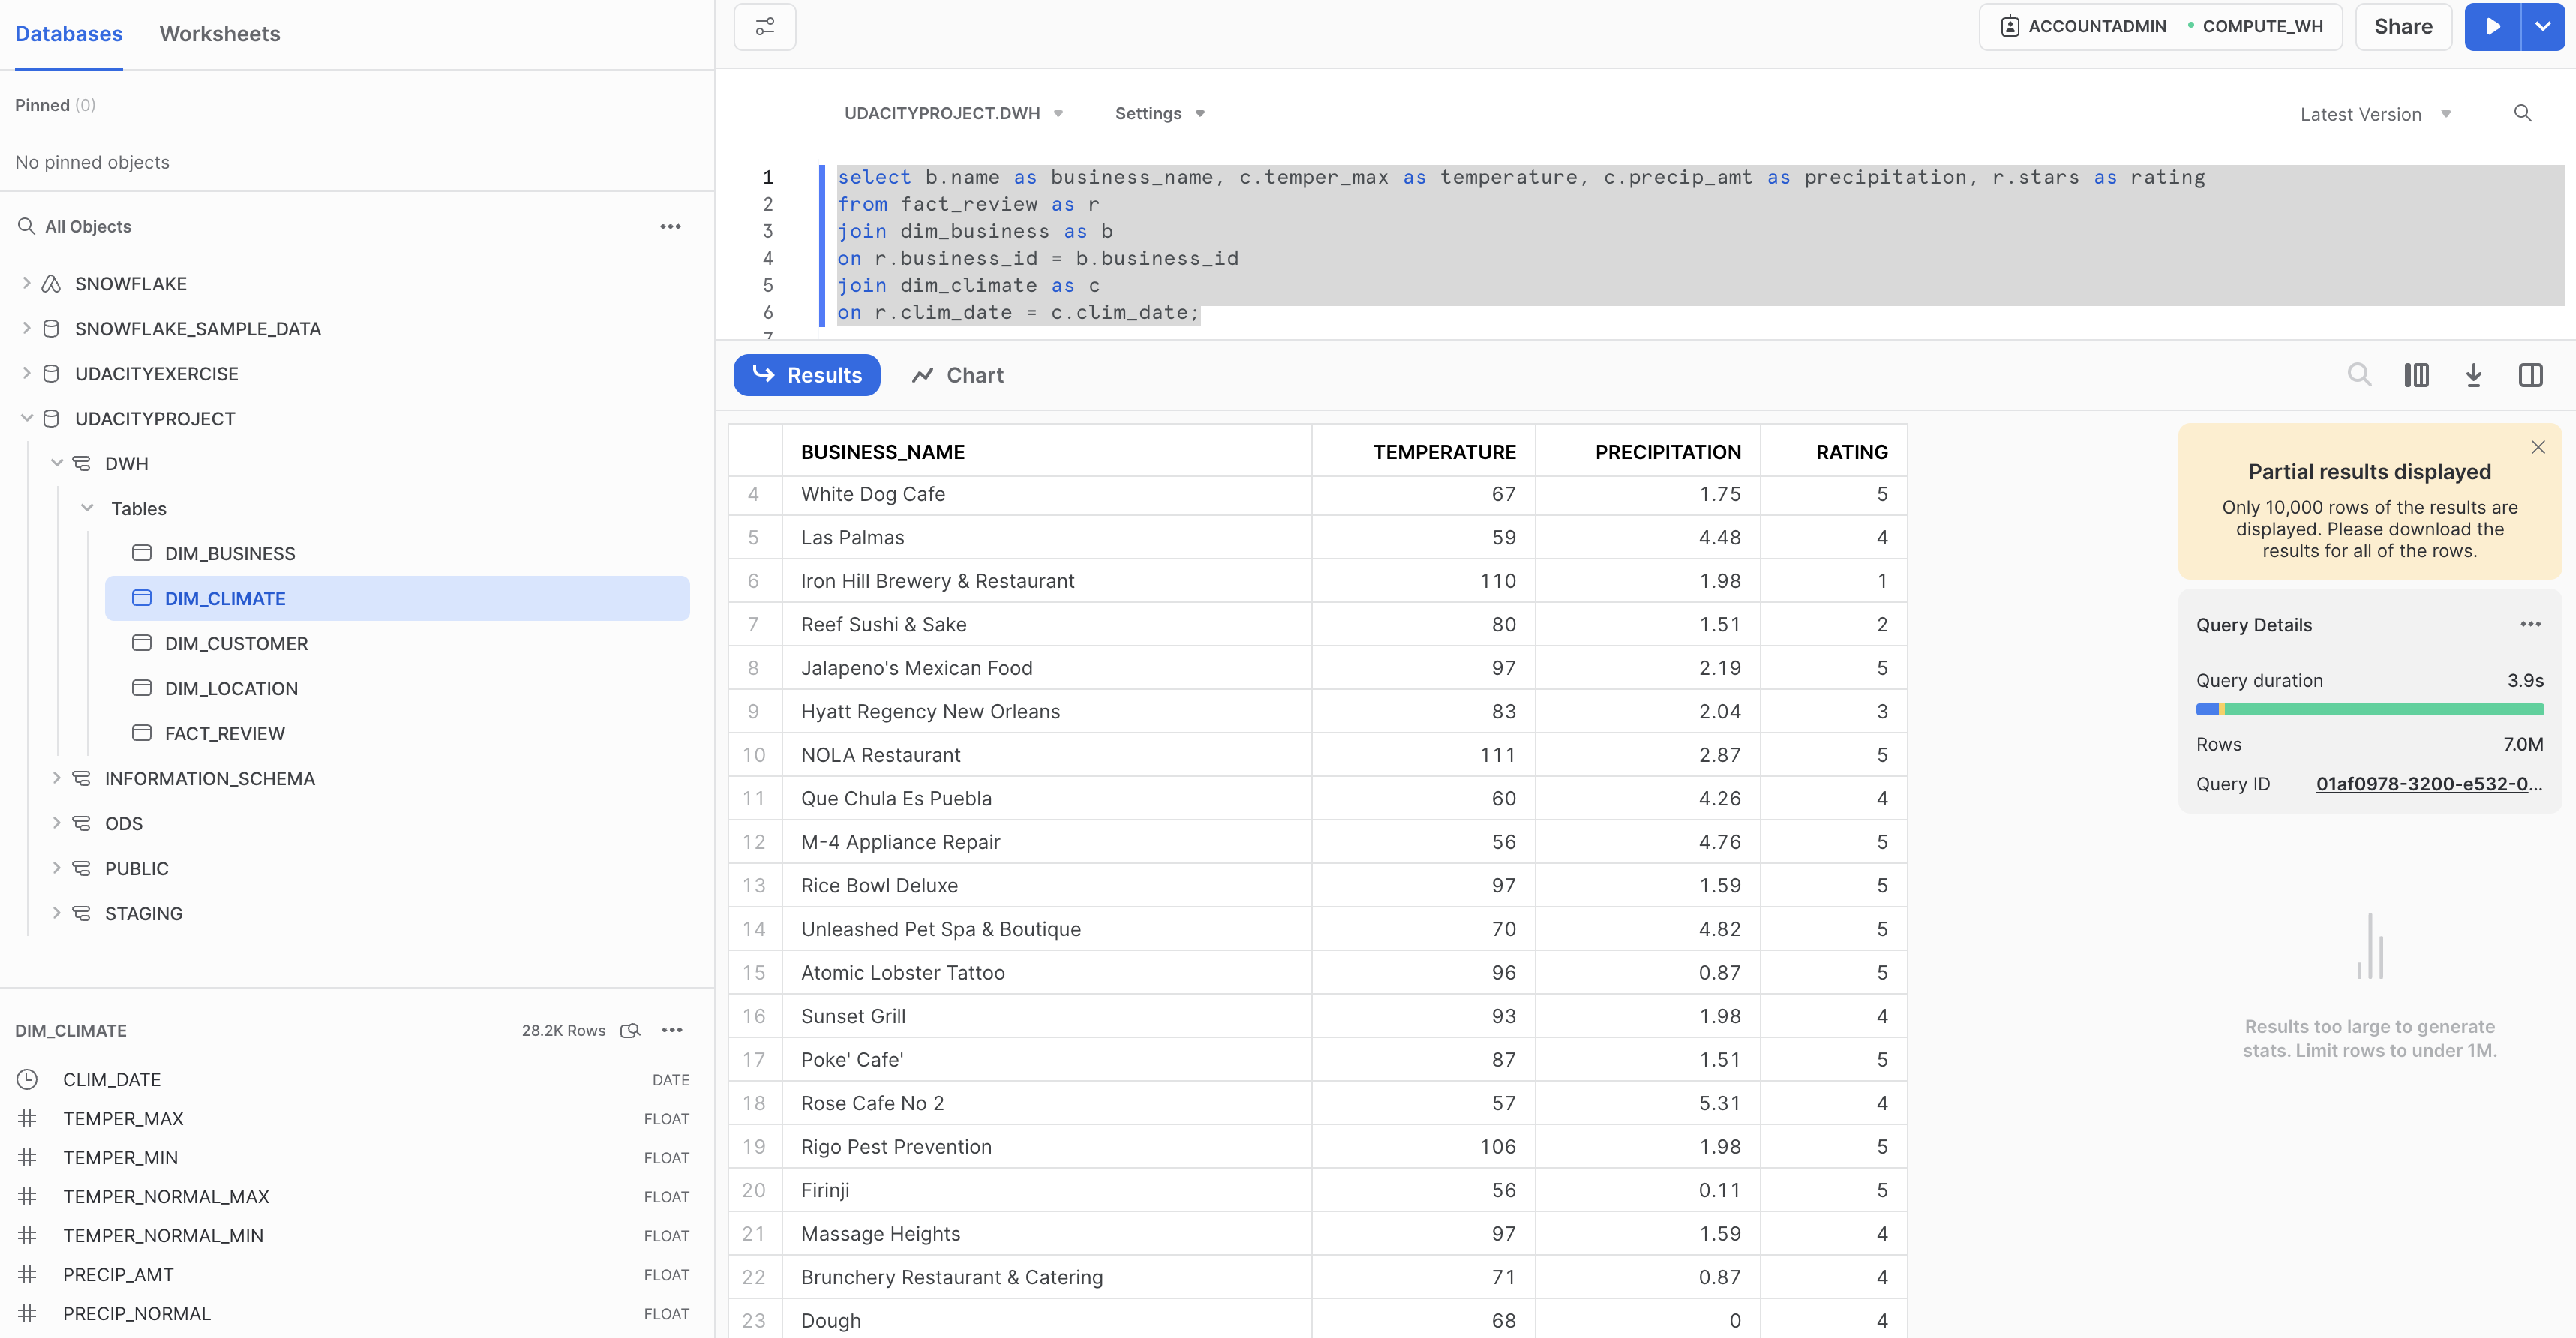 Databases Worksheets
Pinned (0)
No pinned objects
All Objects
SNOWFLAKE
SNOWFLAKE_SAMPLE_DATA
UDACITYEXERCISE
UDACITYPROJECT
DWH
Tables
DIM_BUSINESS
DIM_CLIMATE
DIM_CUSTOMER
DIM_LOCATION
FACT_REVIEW
INFORMATION_SCHEMA
ODS
PUBLIC
STAGING
DIM_CLIMATE 28.2K Rows
CLIM_DATE DATE
TEMPER_MAX FLOAT
TEMPER_MIN FLOAT
TEMPER_NORMAL_MAX FLOAT
TEMPER_NORMAL_MIN FLOAT
PRECIP_AMT FLOAT
PRECIP_NORMAL FLOAT
ACCOUNTADMIN COMPUTE_WH Share
UDACITYPROJECT.DWH Settings Latest Version
1 select b.name as business_name, c.temper_max as temperature, c.precip_amt as precipitation, r.stars as rating
2 from fact_review as r
3 join dim_business as b
4 on r.business_id = b.business_id
5 join dim_climate as c
6 on r.clim_date = c.clim_date;
7
Results Chart
BUSINESS_NAME TEMPERATURE PRECIPITATION RATING
4 White Dog Cafe 67 1.75 5
5 Las Palmas 59 4.48 4
6 Iron Hill Brewery & Restaurant 110 1.98 1
7 Reef Sushi & Sake 80 1.51 2
8 Jalapeno's Mexican Food 97 2.19 5
9 Hyatt Regency New Orleans 83 2.04 3
10 NOLA Restaurant 111 2.87 5
11 Que Chula Es Puebla 60 4.26 4
12 M-4 Appliance Repair 56 4.76 5
13 Rice Bowl Deluxe 97 1.59 5
14 Unleashed Pet Spa & Boutique 70 4.82 5
15 Atomic Lobster Tattoo 96 0.87 5
16 Sunset Grill 93 1.98 4
17 Poke' Cafe' 87 1.51 5
18 Rose Cafe No 2 57 5.31 4
19 Rigo Pest Prevention 106 1.98 5
20 Firinji 56 0.11 5
21 Massage Heights 97 1.59 4
22 Brunchery Restaurant & Catering 71 0.87 4
23 Dough 68 0 4
Partial results displayed
Only 10,000 rows of the results are
displayed. Please download the
results for all of the rows.
Query Details
Query duration 3.9s
Rows 7.0M
Query ID 01af0978-3200-e532-0...
Results too large to generate
stats. Limit rows to under 1M.